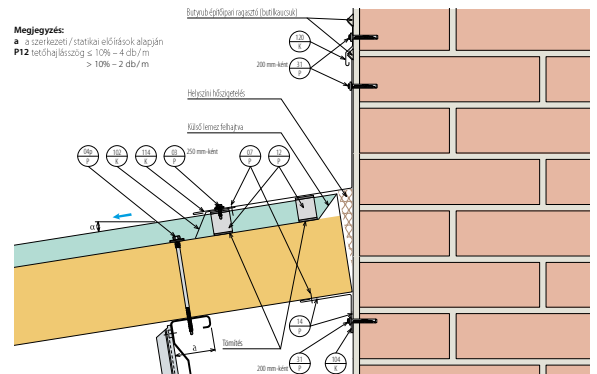 Butyrub építőipari ragasztó (butilkaucsuk)
Megjegyzés:
a a szerkezeti / statikai előírások alapján
P12 tetőhajlásszög ≤ 10% – 4 db / m
> 10% – 2 db / m
120
K
200 mm-ként
31
P
Helyszíni hőszigetelés
Külső lemez felhajtva
04p
P
102
K
114
K
03
P
250 mm-ként
07
P
12
P
α
14
P
a
Tömítés
200 mm-ként
31
P
104
K